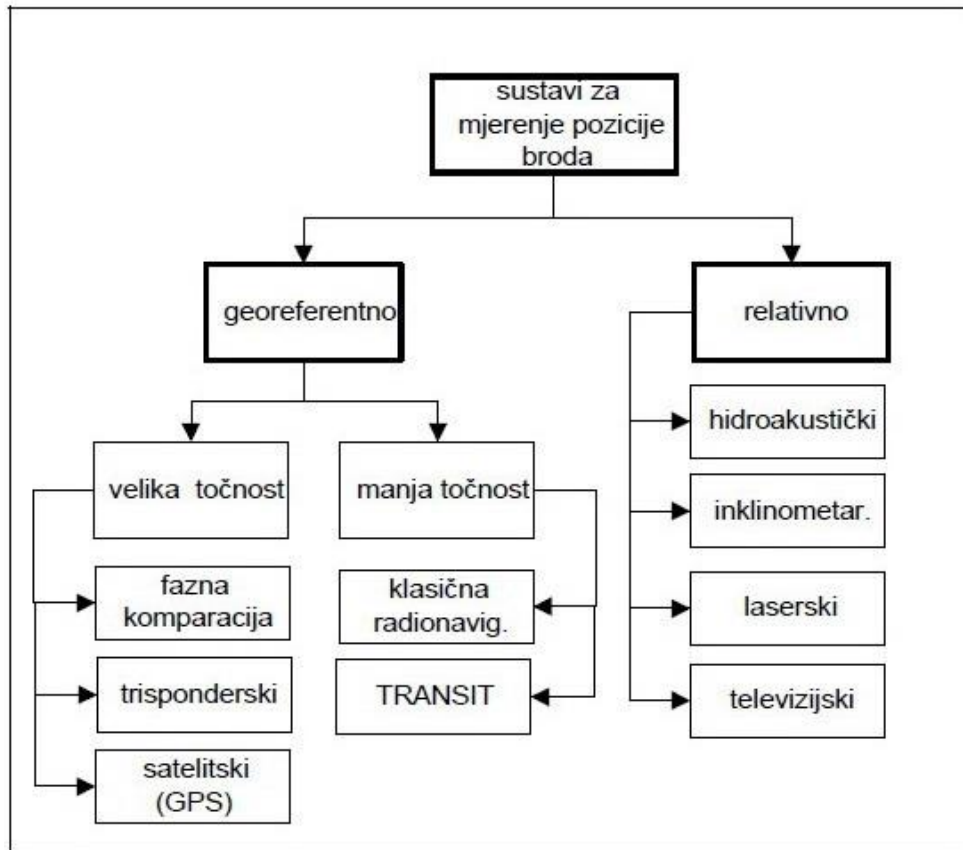 sustavi za
mjerenje pozicije
broda
georeferentno
relativno
velika točnost
manja točnost
fazna
komparacija
trisponderski
satelitski
(GPS)
klasična
radionavig.
TRANSIT
hidroakustički
inklinometar.
laserski
televizijski